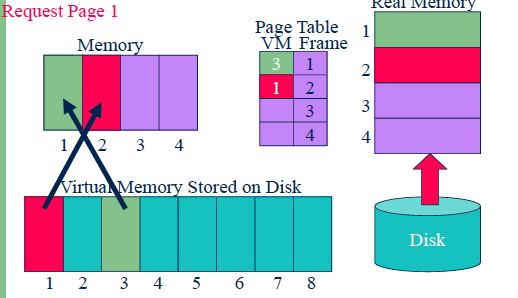 Request Page 1
Memory
1 2 3 4
Page Table
VM Frame
3 1
1 2
3
4
Real Memory
1
2
3
4
Virtual Memory Stored on Disk
1 2 3 4 5 6 7 8
Disk